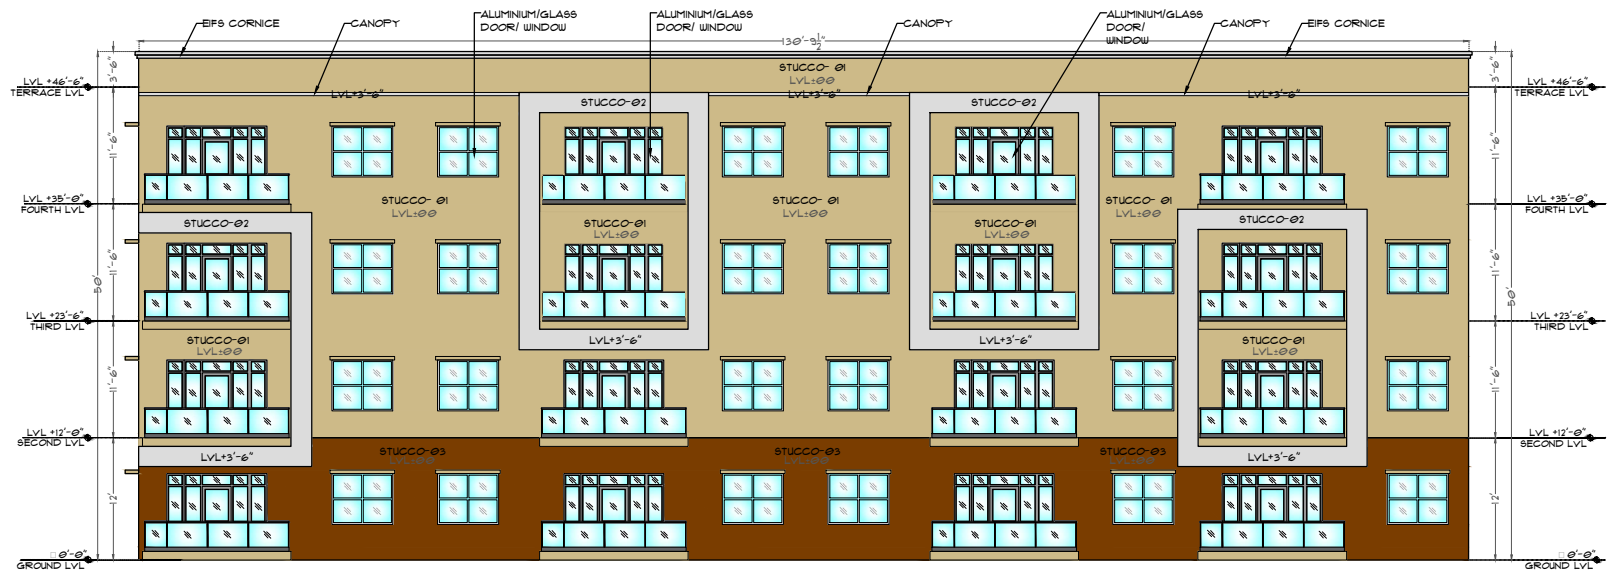 EIFS CORNICE
CANOPY
ALUMINIUM/GLASS
DOOR/ WINDOW
ALUMINIUM/GLASS
DOOR/ WINDOW
CANOPY
ALUMINIUM/GLASS
DOOR/
WINDOW
CANOPY
EIFS CORNICE
130'-9½"
STUCCO- 01
LVL±00
3'-6"
3'-6"
LVL +46'-6"
TERRACE LVL
LVL +46'-6"
TERRACE LVL
LVL+3'-6"
LVL+3'-6"
LVL+3'-6"
STUCCO-02
STUCCO-02
11'-6"
11'-6"
LVL +35'-0"
FOURTH LVL
LVL +35'-0"
FOURTH LVL
STUCCO- 01
LVL±00
STUCCO- 01
LVL±00
STUCCO- 01
LVL±00
STUCCO-02
STUCCO-01
LVL±00
STUCCO-01
LVL±00
STUCCO-02
50'
11'-6"
11'-6"
50'
LVL +23'-6"
THIRD LVL
LVL +23'-6"
THIRD LVL
STUCCO-01
LVL±00
LVL+3'-6"
LVL+3'-6"
STUCCO-01
LVL±00
11'-6"
11'-6"
LVL +12'-0"
SECOND LVL
LVL +12'-0"
SECOND LVL
LVL+3'-6"
STUCCO-03
LVL±00
STUCCO-03
LVL±00
STUCCO-03
LVL±00
LVL+3'-6"
12'
12'
0'-0"
GROUND LVL
0'-0"
GROUND LVL